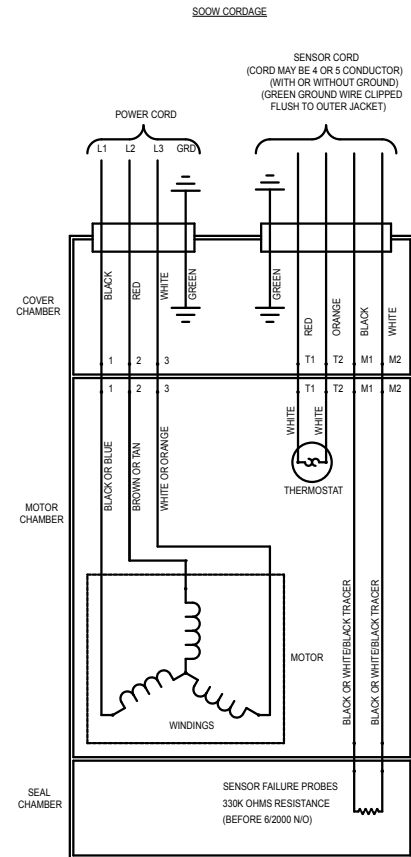 SOOW CORDAGE
SENSOR CORD
(CORD MAY BE 4 OR 5 CONDUCTOR)
(WITH OR WITHOUT GROUND)
(GREEN GROUND WIRE CLIPPED
FLUSH TO OUTER JACKET)
POWER CORD
L1 L2 L3 GRD
COVER
CHAMBER
BLACK
RED
WHITE
GREEN
GREEN
RED
ORANGE
BLACK
WHITE
1 2 3 T1 T2 M1 M2
1 2 3 T1 T2 M1 M2
MOTOR
CHAMBER
BLACK OR BLUE
BROWN OR TAN
WHITE OR ORANGE
WHITE
WHITE
THERMOSTAT
BLACK OR WHITE/BLACK TRACER
BLACK OR WHITE/BLACK TRACER
MOTOR
WINDINGS
SEAL
CHAMBER
SENSOR FAILURE PROBES
330K OHMS RESISTANCE
(BEFORE 6/2000 N/O)